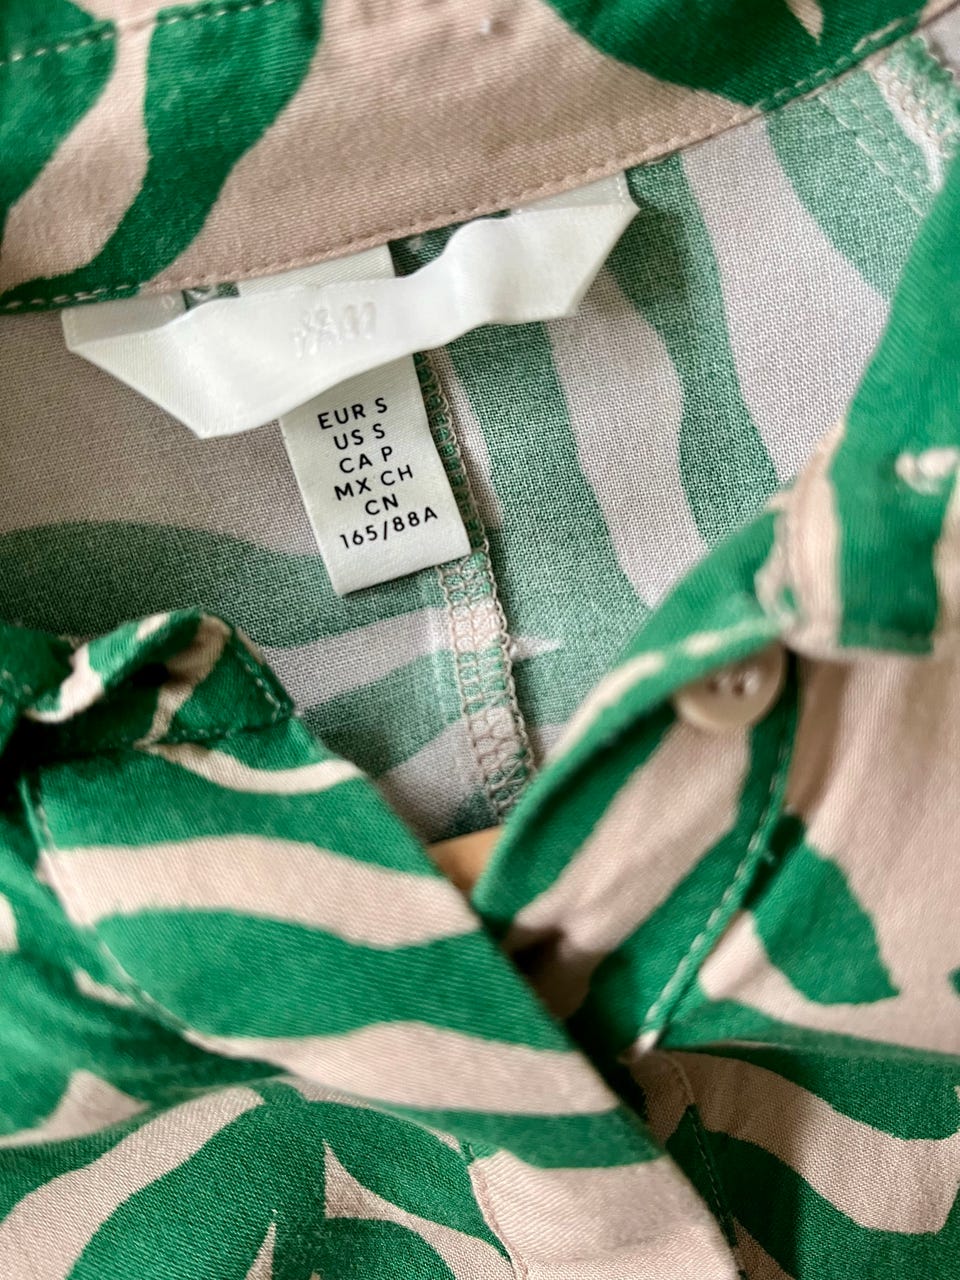 H&M
EUR S
US S
CA P
MX CH
CN
165/88A